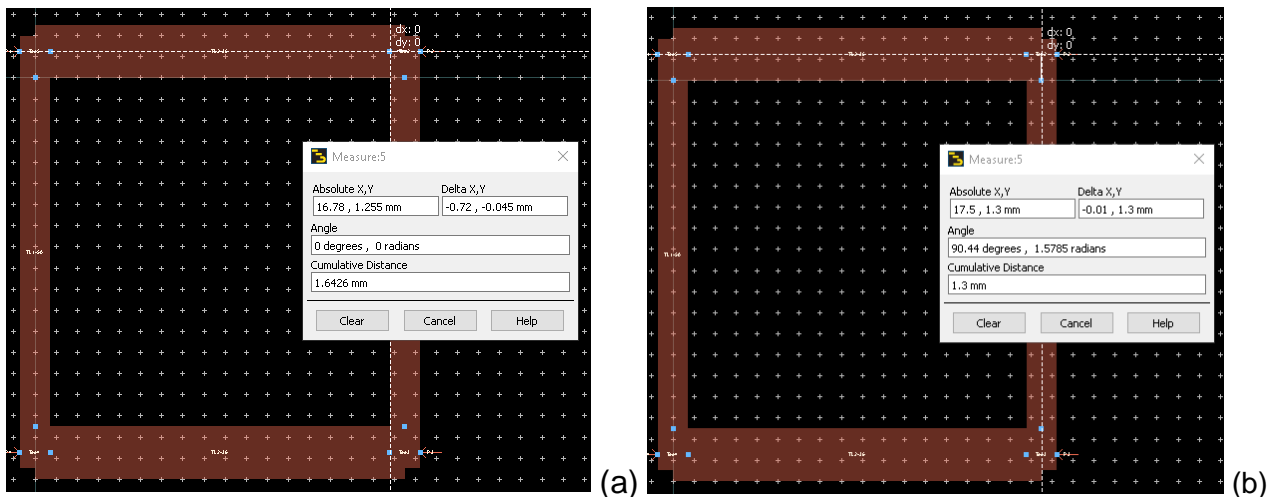 dx: 0
dy: 0
Measure:5
Absolute X,Y Delta X,Y
16.78 , 1.255 mm -0.72 , -0.045 mm
Angle
0 degrees , 0 radians
Cumulative Distance
1.6426 mm
Clear Cancel Help
(a)
dx: 0
dy: 0
Measure:5
Absolute X,Y Delta X,Y
17.5 , 1.3 mm -0.01 , 1.3 mm
Angle
90.44 degrees , 1.5785 radians
Cumulative Distance
1.3 mm
Clear Cancel Help
(b)